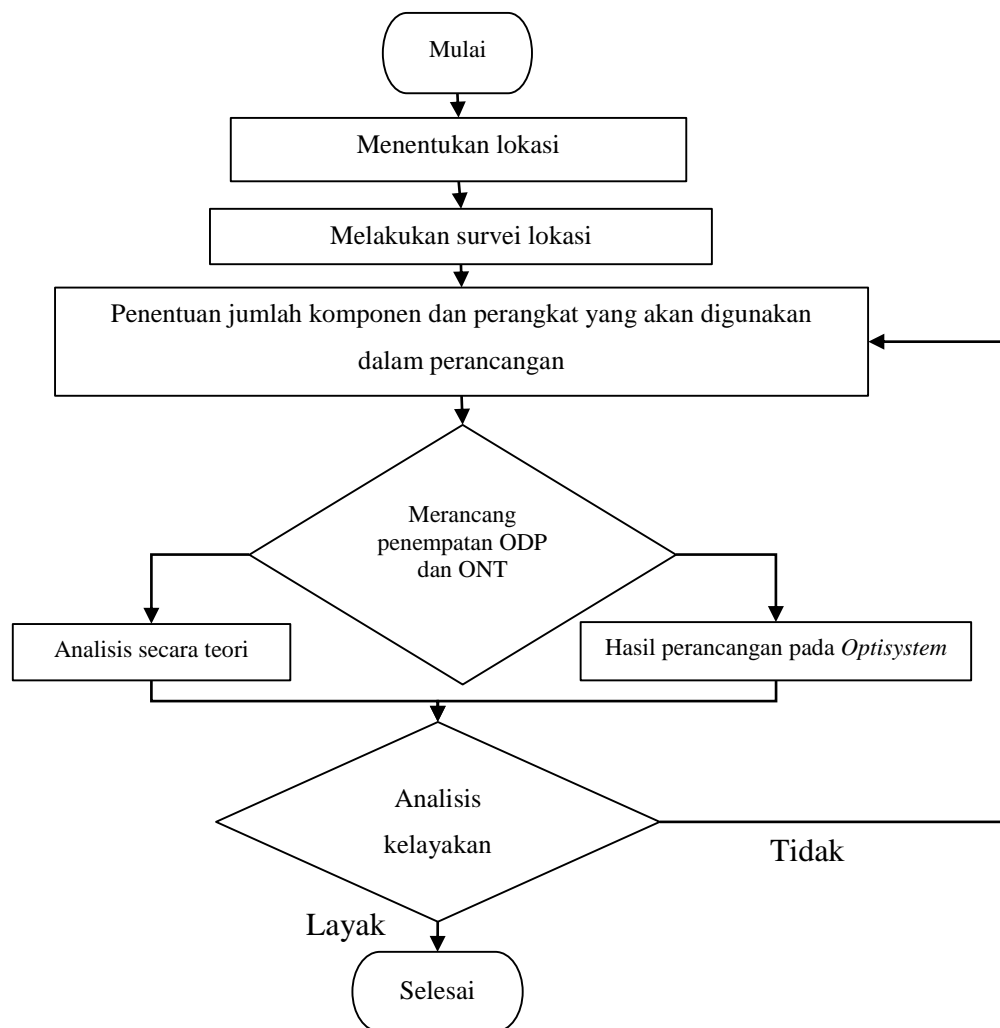 Mulai
Menentukan lokasi
Melakukan survei lokasi
Penentuan jumlah komponen dan perangkat yang akan digunakan
dalam perancangan
Merancang
penempatan ODP
dan ONT
Analisis secara teori
Hasil perancangan pada Optisystem
Analisis
kelayakan
Tidak
Layak
Selesai